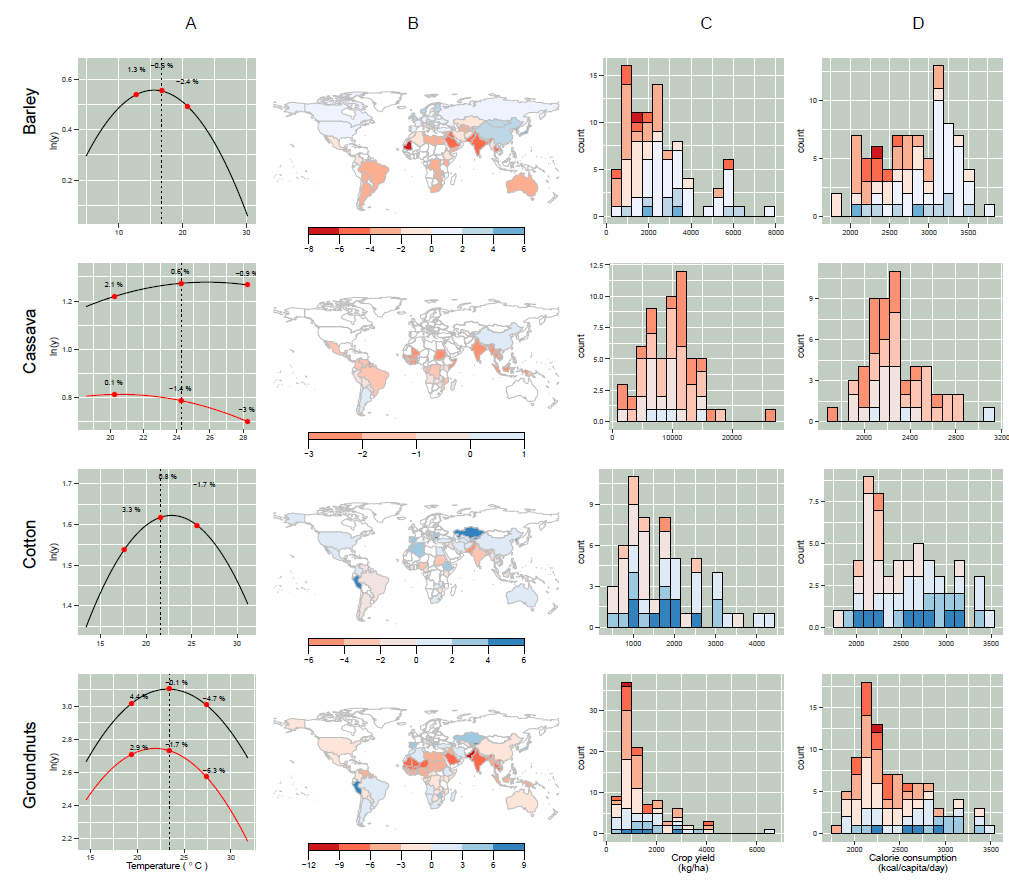 A B C D
Barley
ln(y)
0.6
0.4
0.2
1.3 % −0.5 % −2.4 %
10 20 30
−8 −6 −4 −2 0 2 4 6
count
15
10
5
0
0 2000 4000 6000 8000
count
10
5
0
2000 2500 3000 3500
Cassava
ln(y)
1.2
1.0
0.8
2.1 % 0.6 % −0.9 %
0.1 % −1.4 % −3 %
20 22 24 26 28
−3 −2 −1 0 1
count
12.5
10.0
7.5
5.0
2.5
0.0
0 10000 20000
count
9
6
3
0
2000 2400 2800 3200
Cotton
ln(y)
1.7
1.6
1.5
1.4
3.3 % 0.8 % −1.7 %
15 20 25 30
−6 −4 −2 0 2 4 6
count
9
6
3
0
1000 2000 3000 4000
count
7.5
5.0
2.5
0.0
2000 2500 3000 3500
Groundnuts
ln(y)
3.0
2.8
2.6
2.4
2.2
4.4 % −0.1 % −4.7 %
2.9 % −1.7 % −6.3 %
15 20 25 30
Temperature ( ° C )
−12 −9 −6 −3 0 3 6 9
count
30
20
10
0
0 2000 4000 6000
Crop yield
(kg/ha)
count
15
10
5
0
2000 2500 3000 3500
Calorie consumption
(kcal/capita/day)